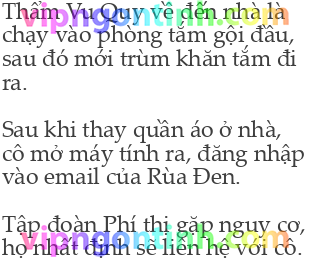 Thẩm Vu Quy về đến nhà là
chạy vào phòng tắm gội đầu,
sau đó mới trùm khăn tắm đi
ra.
Sau khi thay quần áo ở nhà,
cô mở máy tính ra, đăng nhập
vào email của Rùa Đen.
Tập đoàn Phí thị gặp nguy cơ,
họ nhất định sẽ liên hệ với cô.
vipngontinh.com
vipngontinh.com